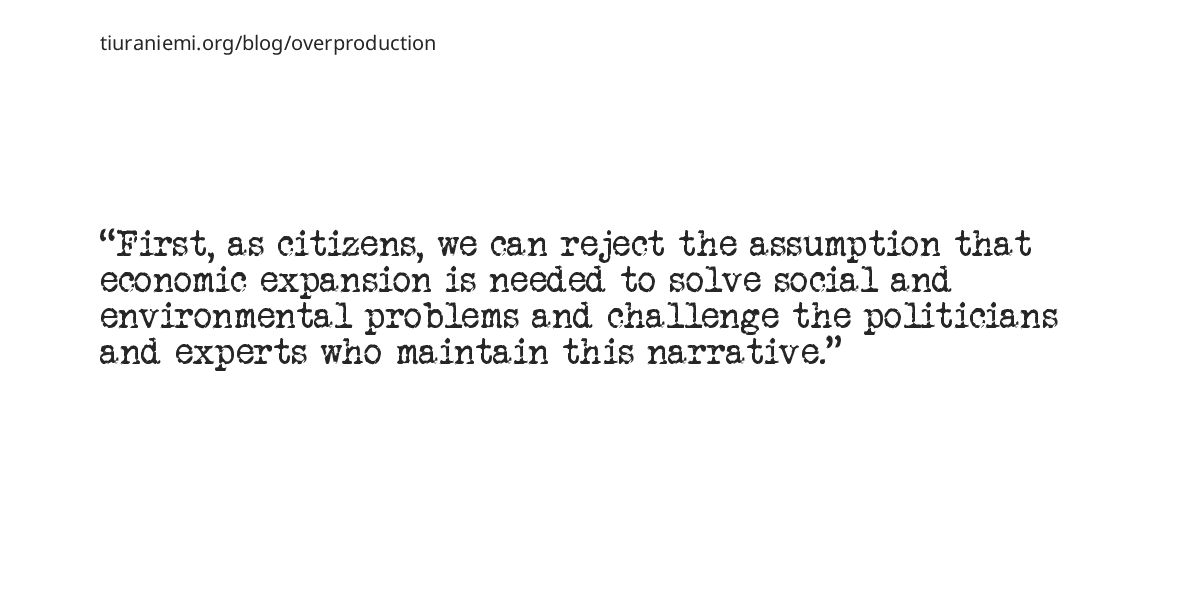 tiuraniemi.org/blog/overproduction
“First, as citizens, we can reject the assumption that
economic expansion is needed to solve social and
environmental problems and challenge the politicians
and experts who maintain this narrative.”